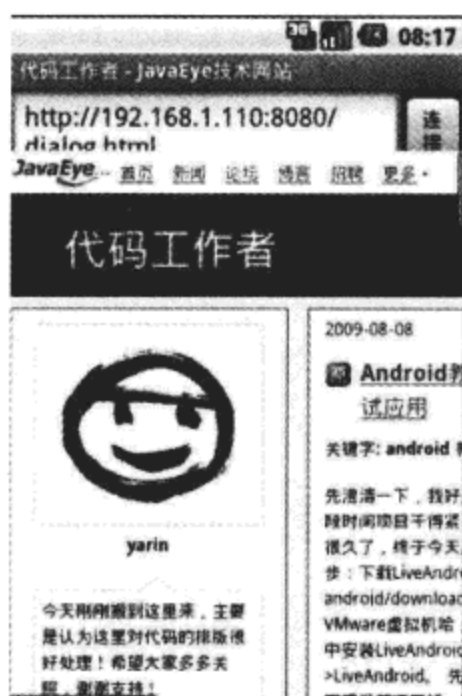 3G 08:17
代码工作者 - JavaEye技术网站
http://192.168.1.110:8080/
dialog.html
连
接
JavaEye 首页 新闻 论坛 博客 招聘 更多
代码工作者
yarin
今天刚刚搬到这里来，主要
是认为这里对代码的排版很
好处理！希望大家多多关
照，谢谢支持！
2009-08-08
Android
试应用
关键字: android
先澄清一下，我好
段时间项目干得紧
很久了，终于今天
步：下载LiveAndro
android/download
VMware虚拟机哈
中安装LiveAndroid
>LiveAndroid。 先